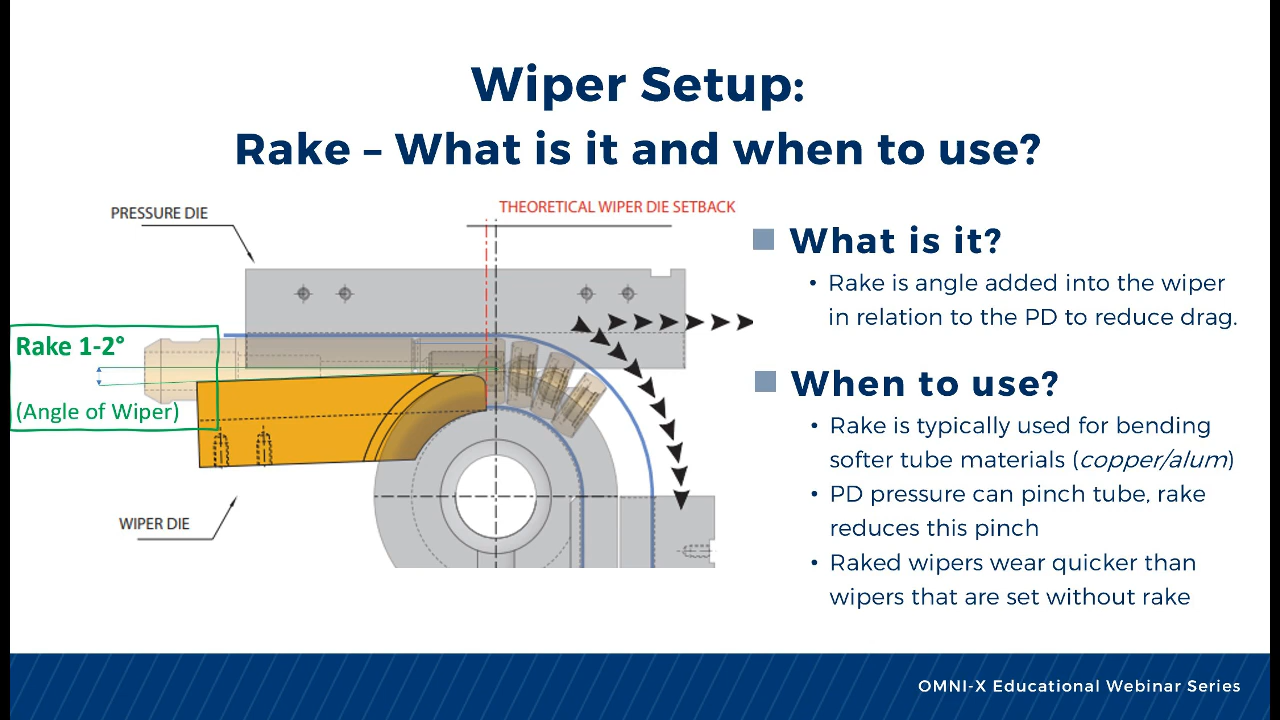 Wiper Setup:
Rake – What is it and when to use?
PRESSURE DIE
THEORETICAL WIPER DIE SETBACK
Rake 1-2°
(Angle of Wiper)
WIPER DIE
What is it?
• Rake is angle added into the wiper
in relation to the PD to reduce drag.
When to use?
• Rake is typically used for bending
softer tube materials (copper/alum)
• PD pressure can pinch tube, rake
reduces this pinch
• Raked wipers wear quicker than
wipers that are set without rake
OMNI-X Educational Webinar Series